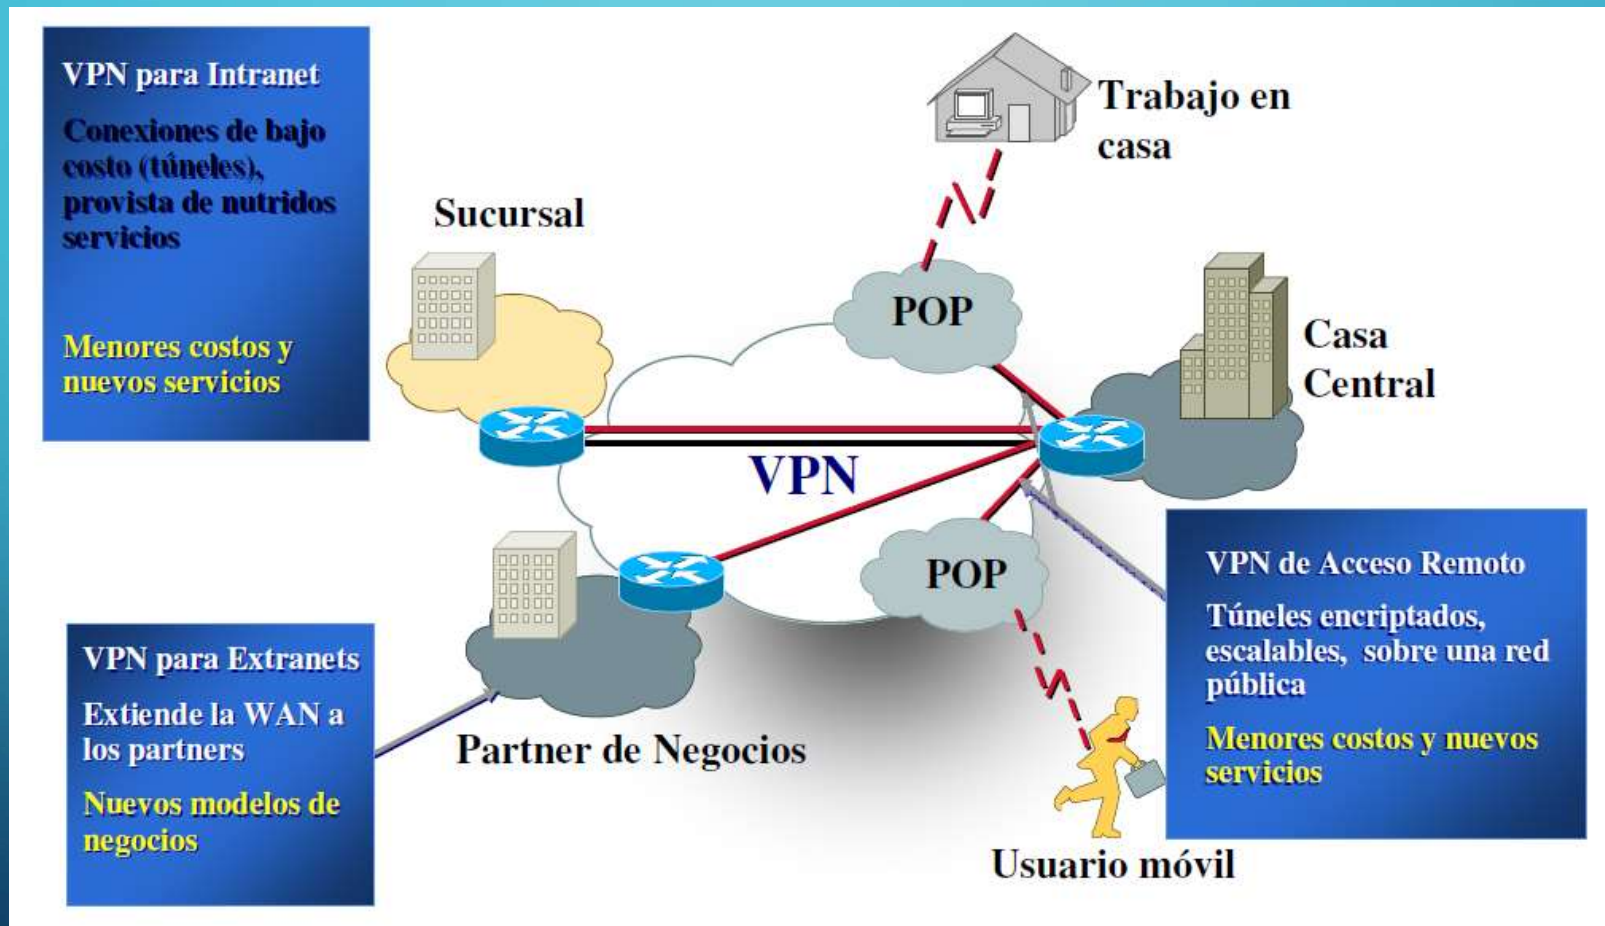 VPN para Intranet
Conexiones de bajo
costo (túneles),
provista de nutridos
servicios
Menores costos y
nuevos servicios
Sucursal
Trabajo en
casa
POP
Casa
Central
VPN
POP
VPN para Extranets
Extiende la WAN a
los partners
Nuevos modelos de
negocios
Partner de Negocios
VPN de Acceso Remoto
Túneles encriptados,
escalables, sobre una red
pública
Menores costos y nuevos
servicios
Usuario móvil